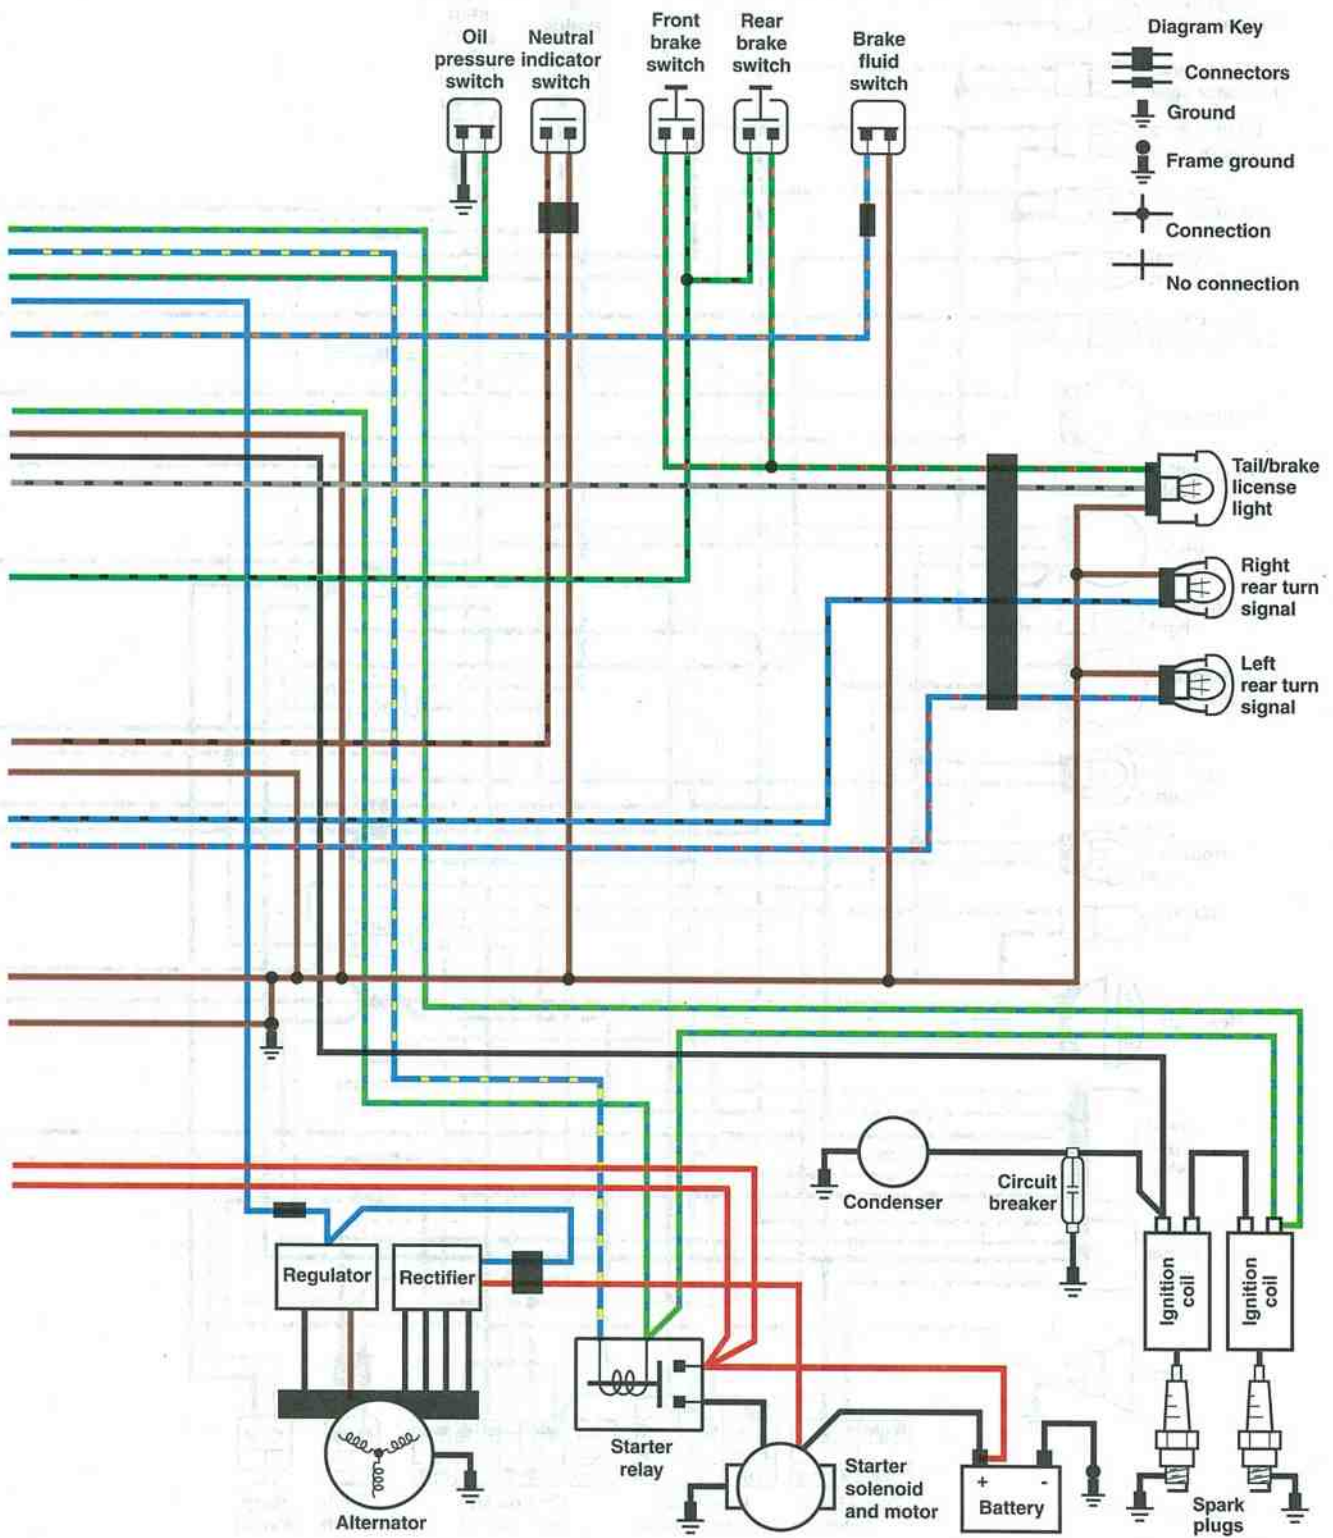 Oil
pressure
switch
Neutral
indicator
switch
Front
brake
switch
Rear
brake
switch
Brake
fluid
switch
Diagram Key
Connectors
Ground
Frame ground
Connection
No connection
Tail/brake
license
light
Right
rear turn
signal
Left
rear turn
signal
Condenser
Circuit
breaker
Ignition
coil
Ignition
coil
Regulator
Rectifier
Alternator
Starter
relay
Starter
solenoid
and motor
+ -
Battery
Spark
plugs